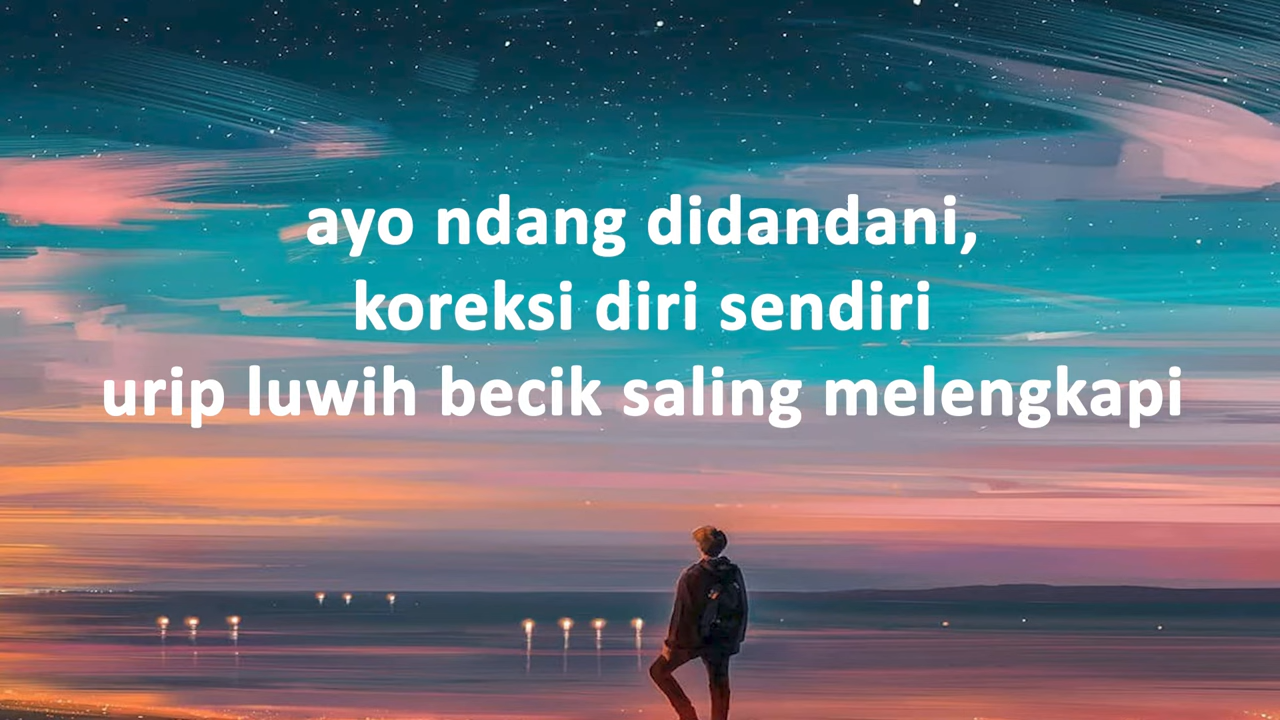 ayo ndang didandani,
koreksi diri sendiri
urip luwih becik saling melengkapi